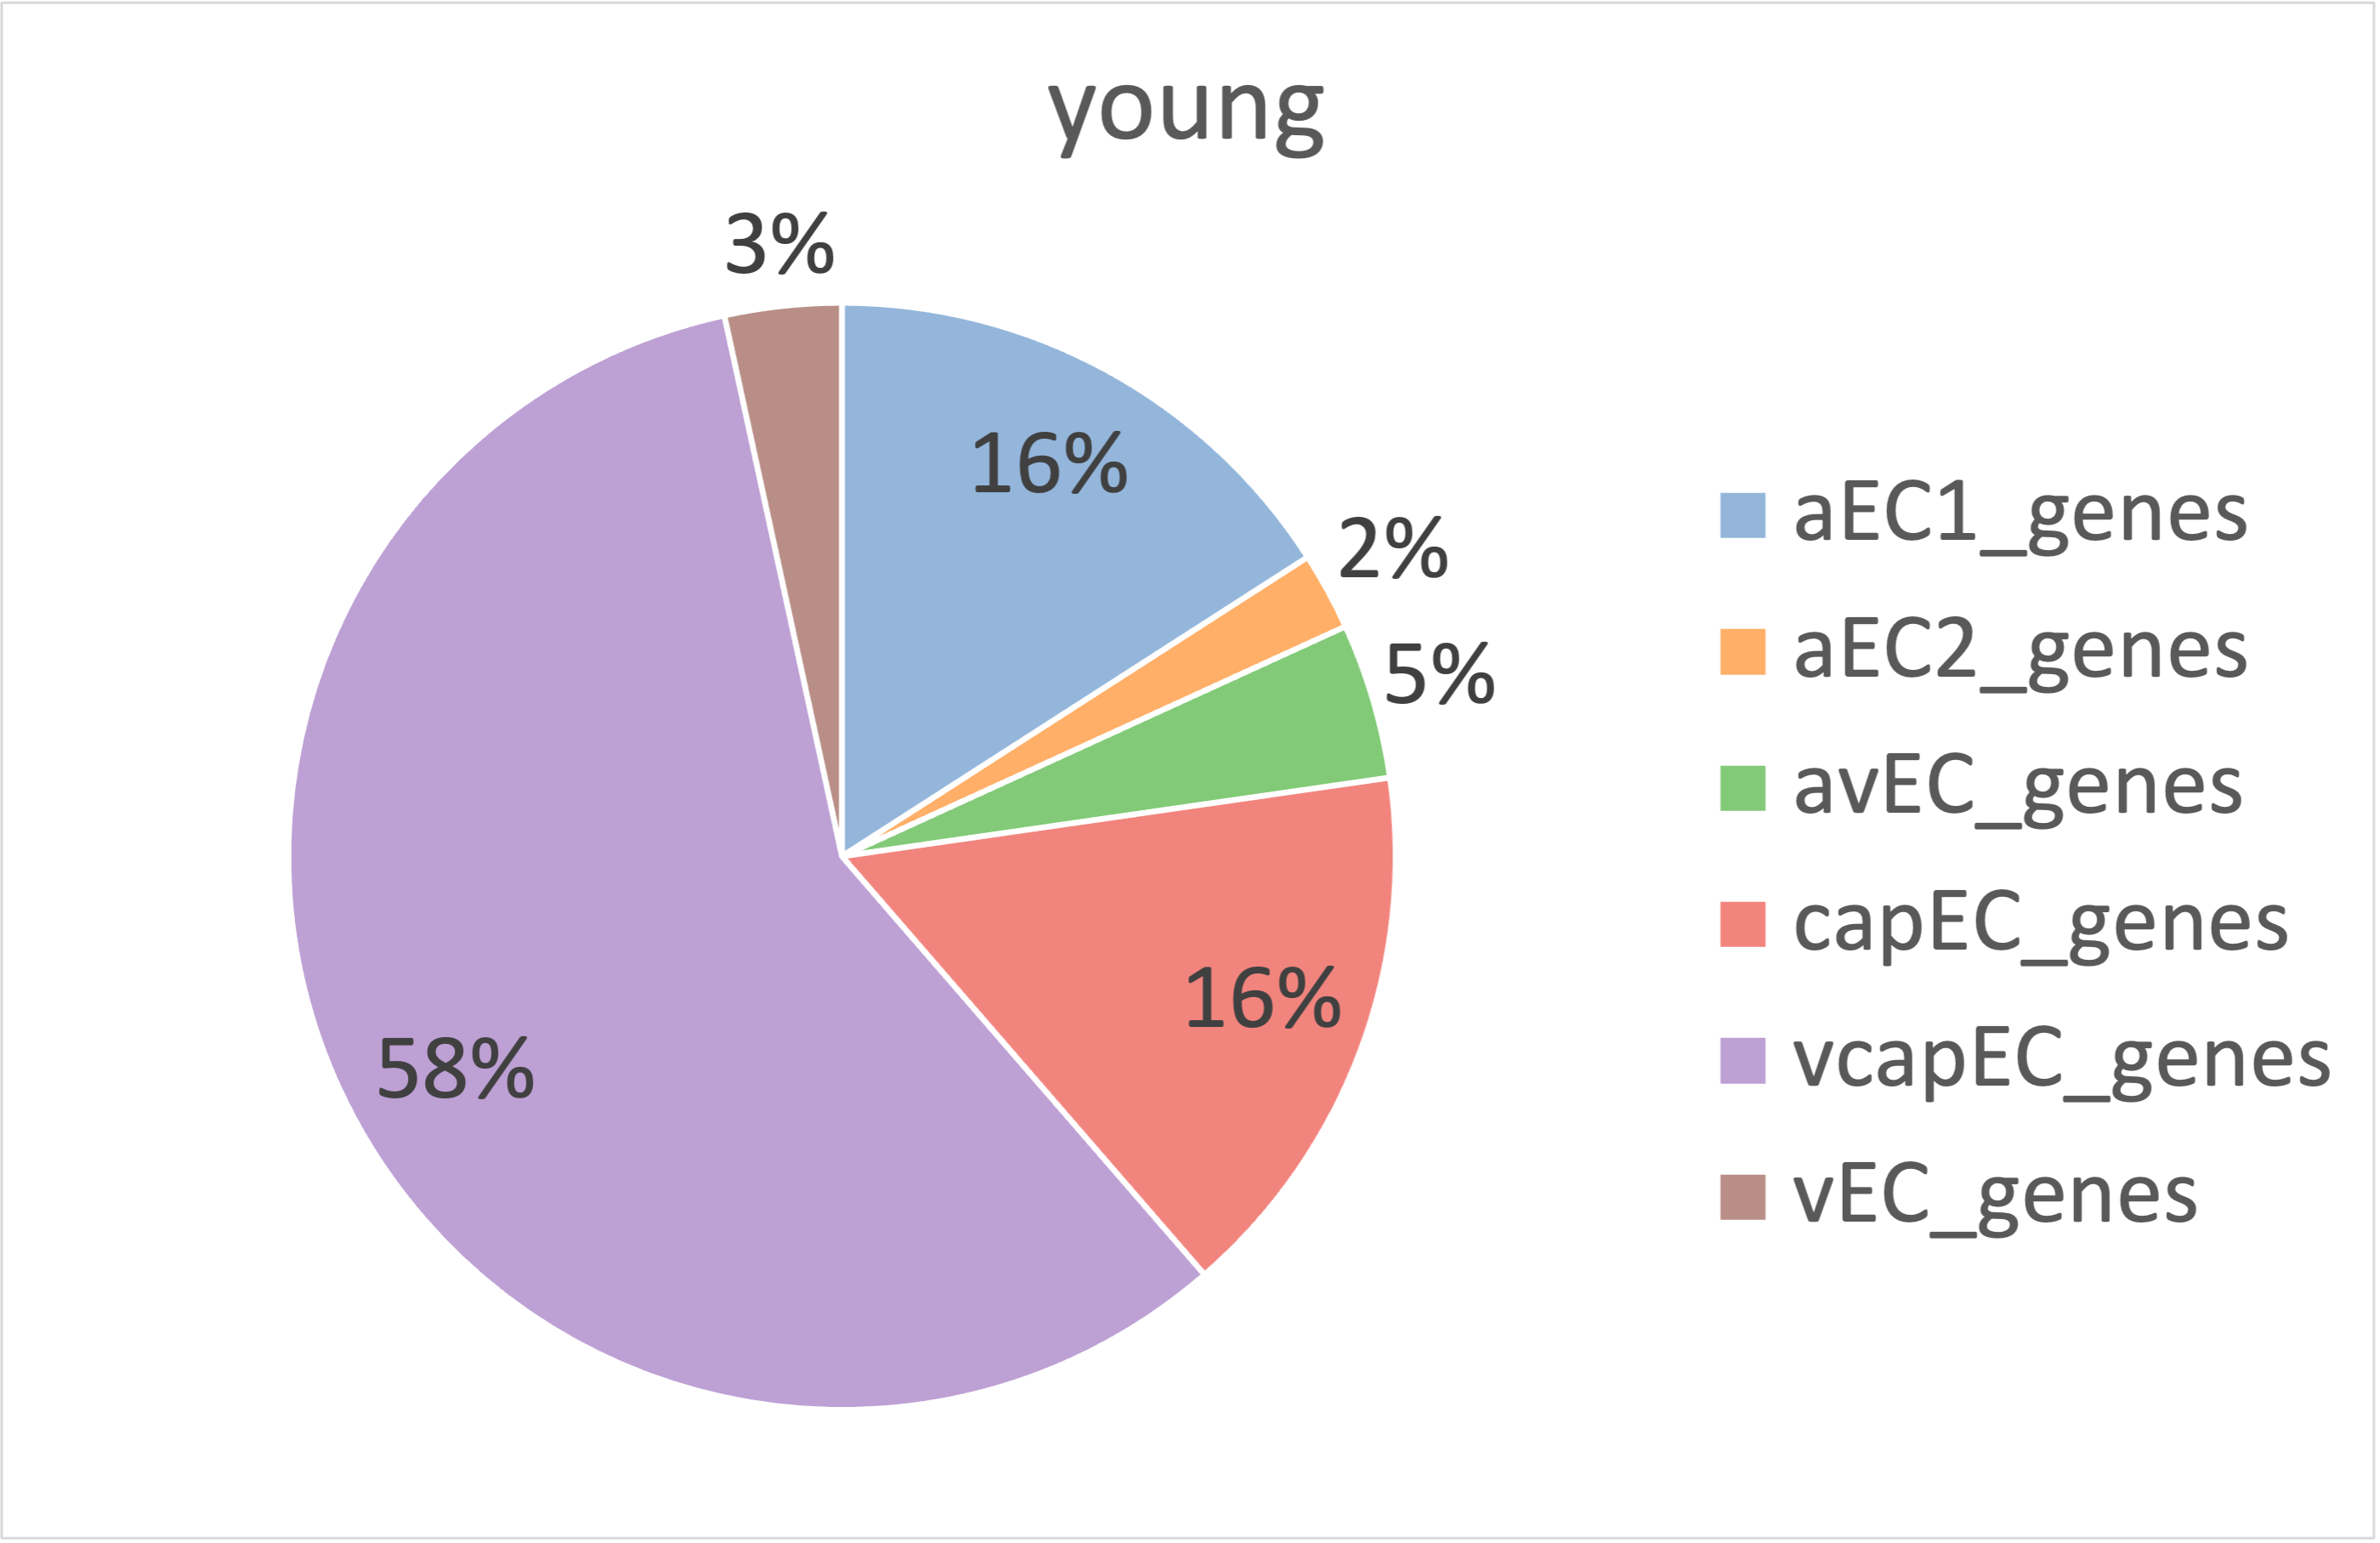 young
3%
16%
2%
5%
16%
58%
aEC1_genes
aEC2_genes
avEC_genes
capEC_genes
vcapEC_genes
vEC_genes